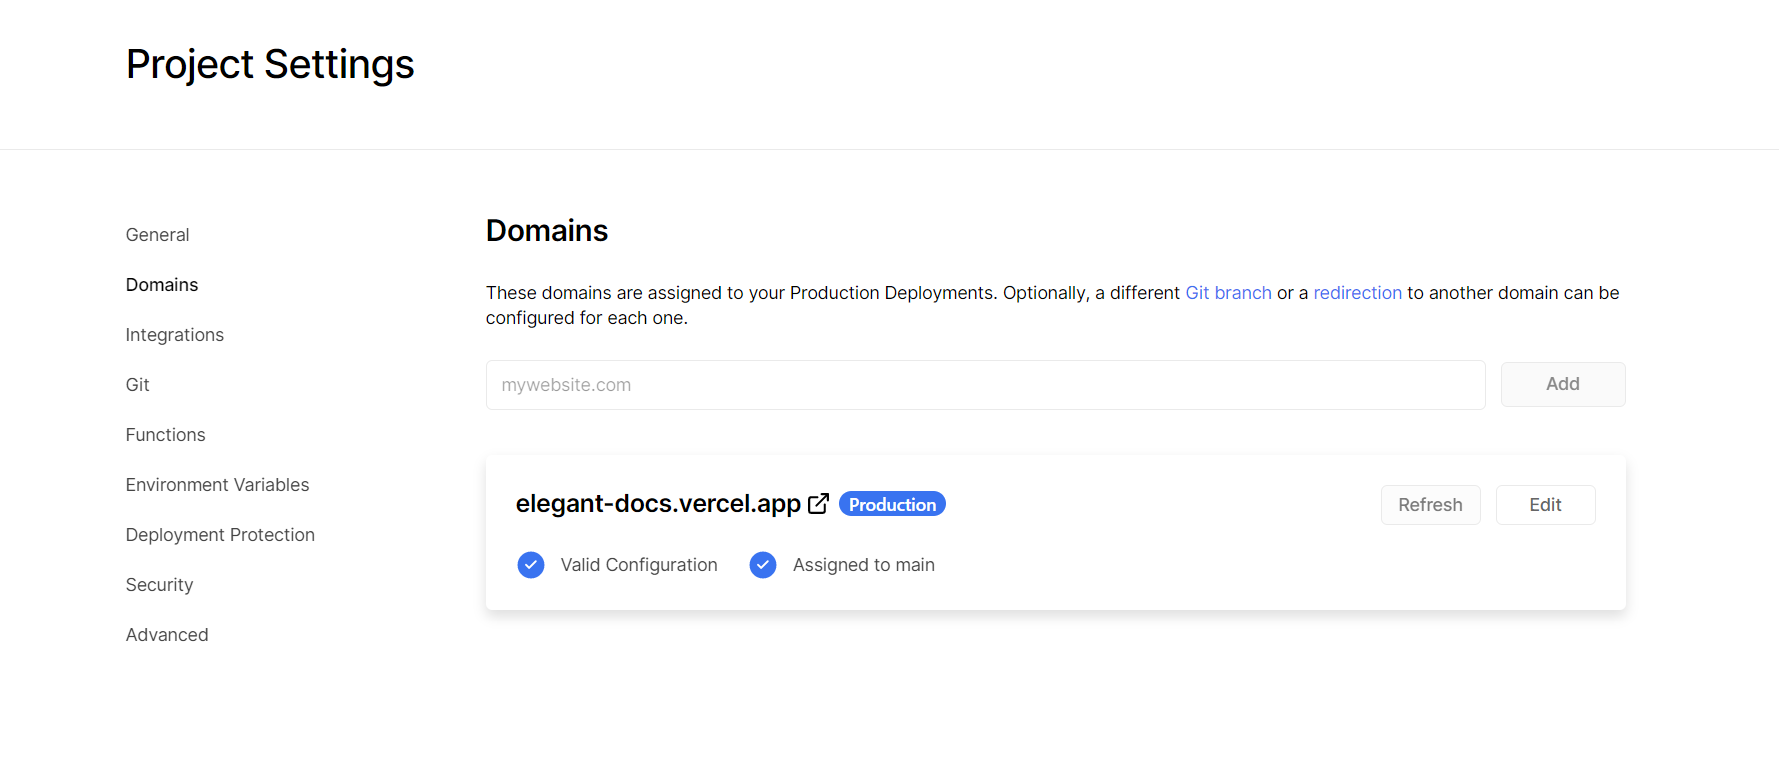 Project Settings
General
Domains
Integrations
Git
Functions
Environment Variables
Deployment Protection
Security
Advanced
Domains
These domains are assigned to your Production Deployments. Optionally, a different Git branch or a redirection to another domain can be
configured for each one.
mywebsite.com
Add
elegant-docs.vercel.app Production
Refresh
Edit
Valid Configuration
Assigned to main